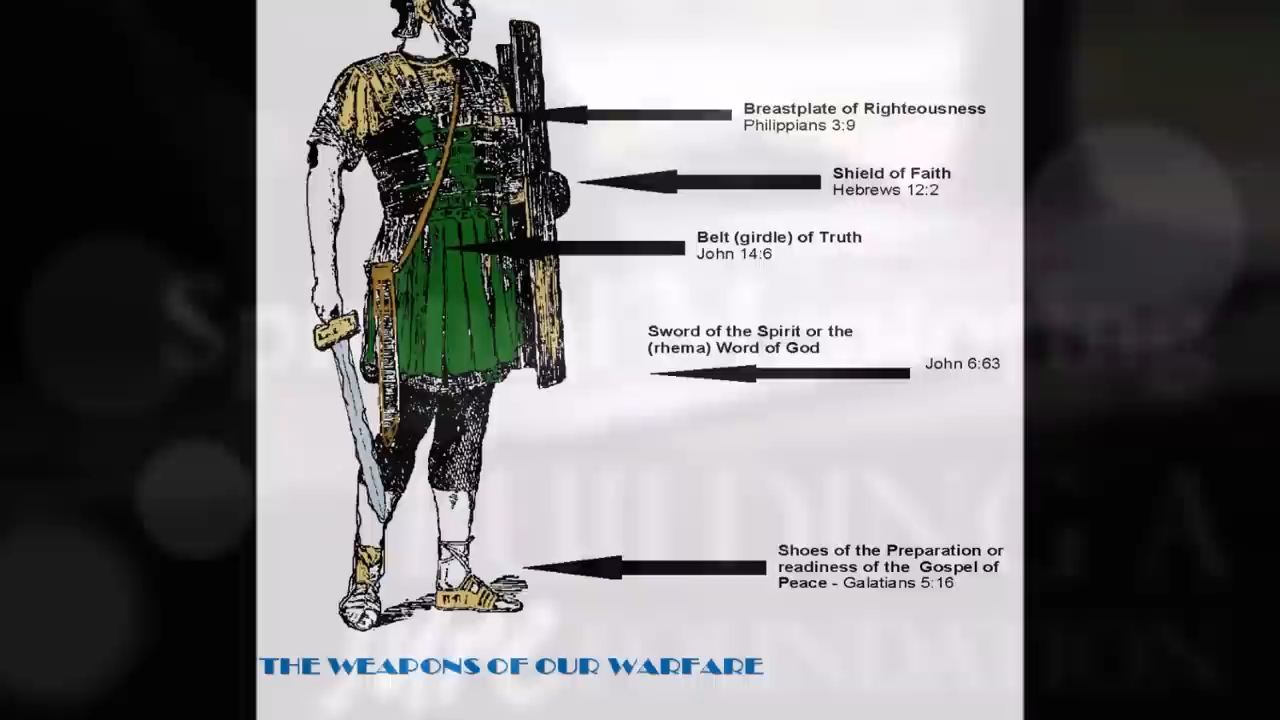 Breastplate of Righteousness
Philippians 3:9
Shield of Faith
Hebrews 12:2
Belt (girdle) of Truth
John 14:6
Sword of the Spirit or the
(rhema) Word of God
John 6:63
Shoes of the Preparation or
readiness of the Gospel of
Peace - Galatians 5:16
THE WEAPONS OF OUR WARFARE
BUILDING A
FOUNDATION